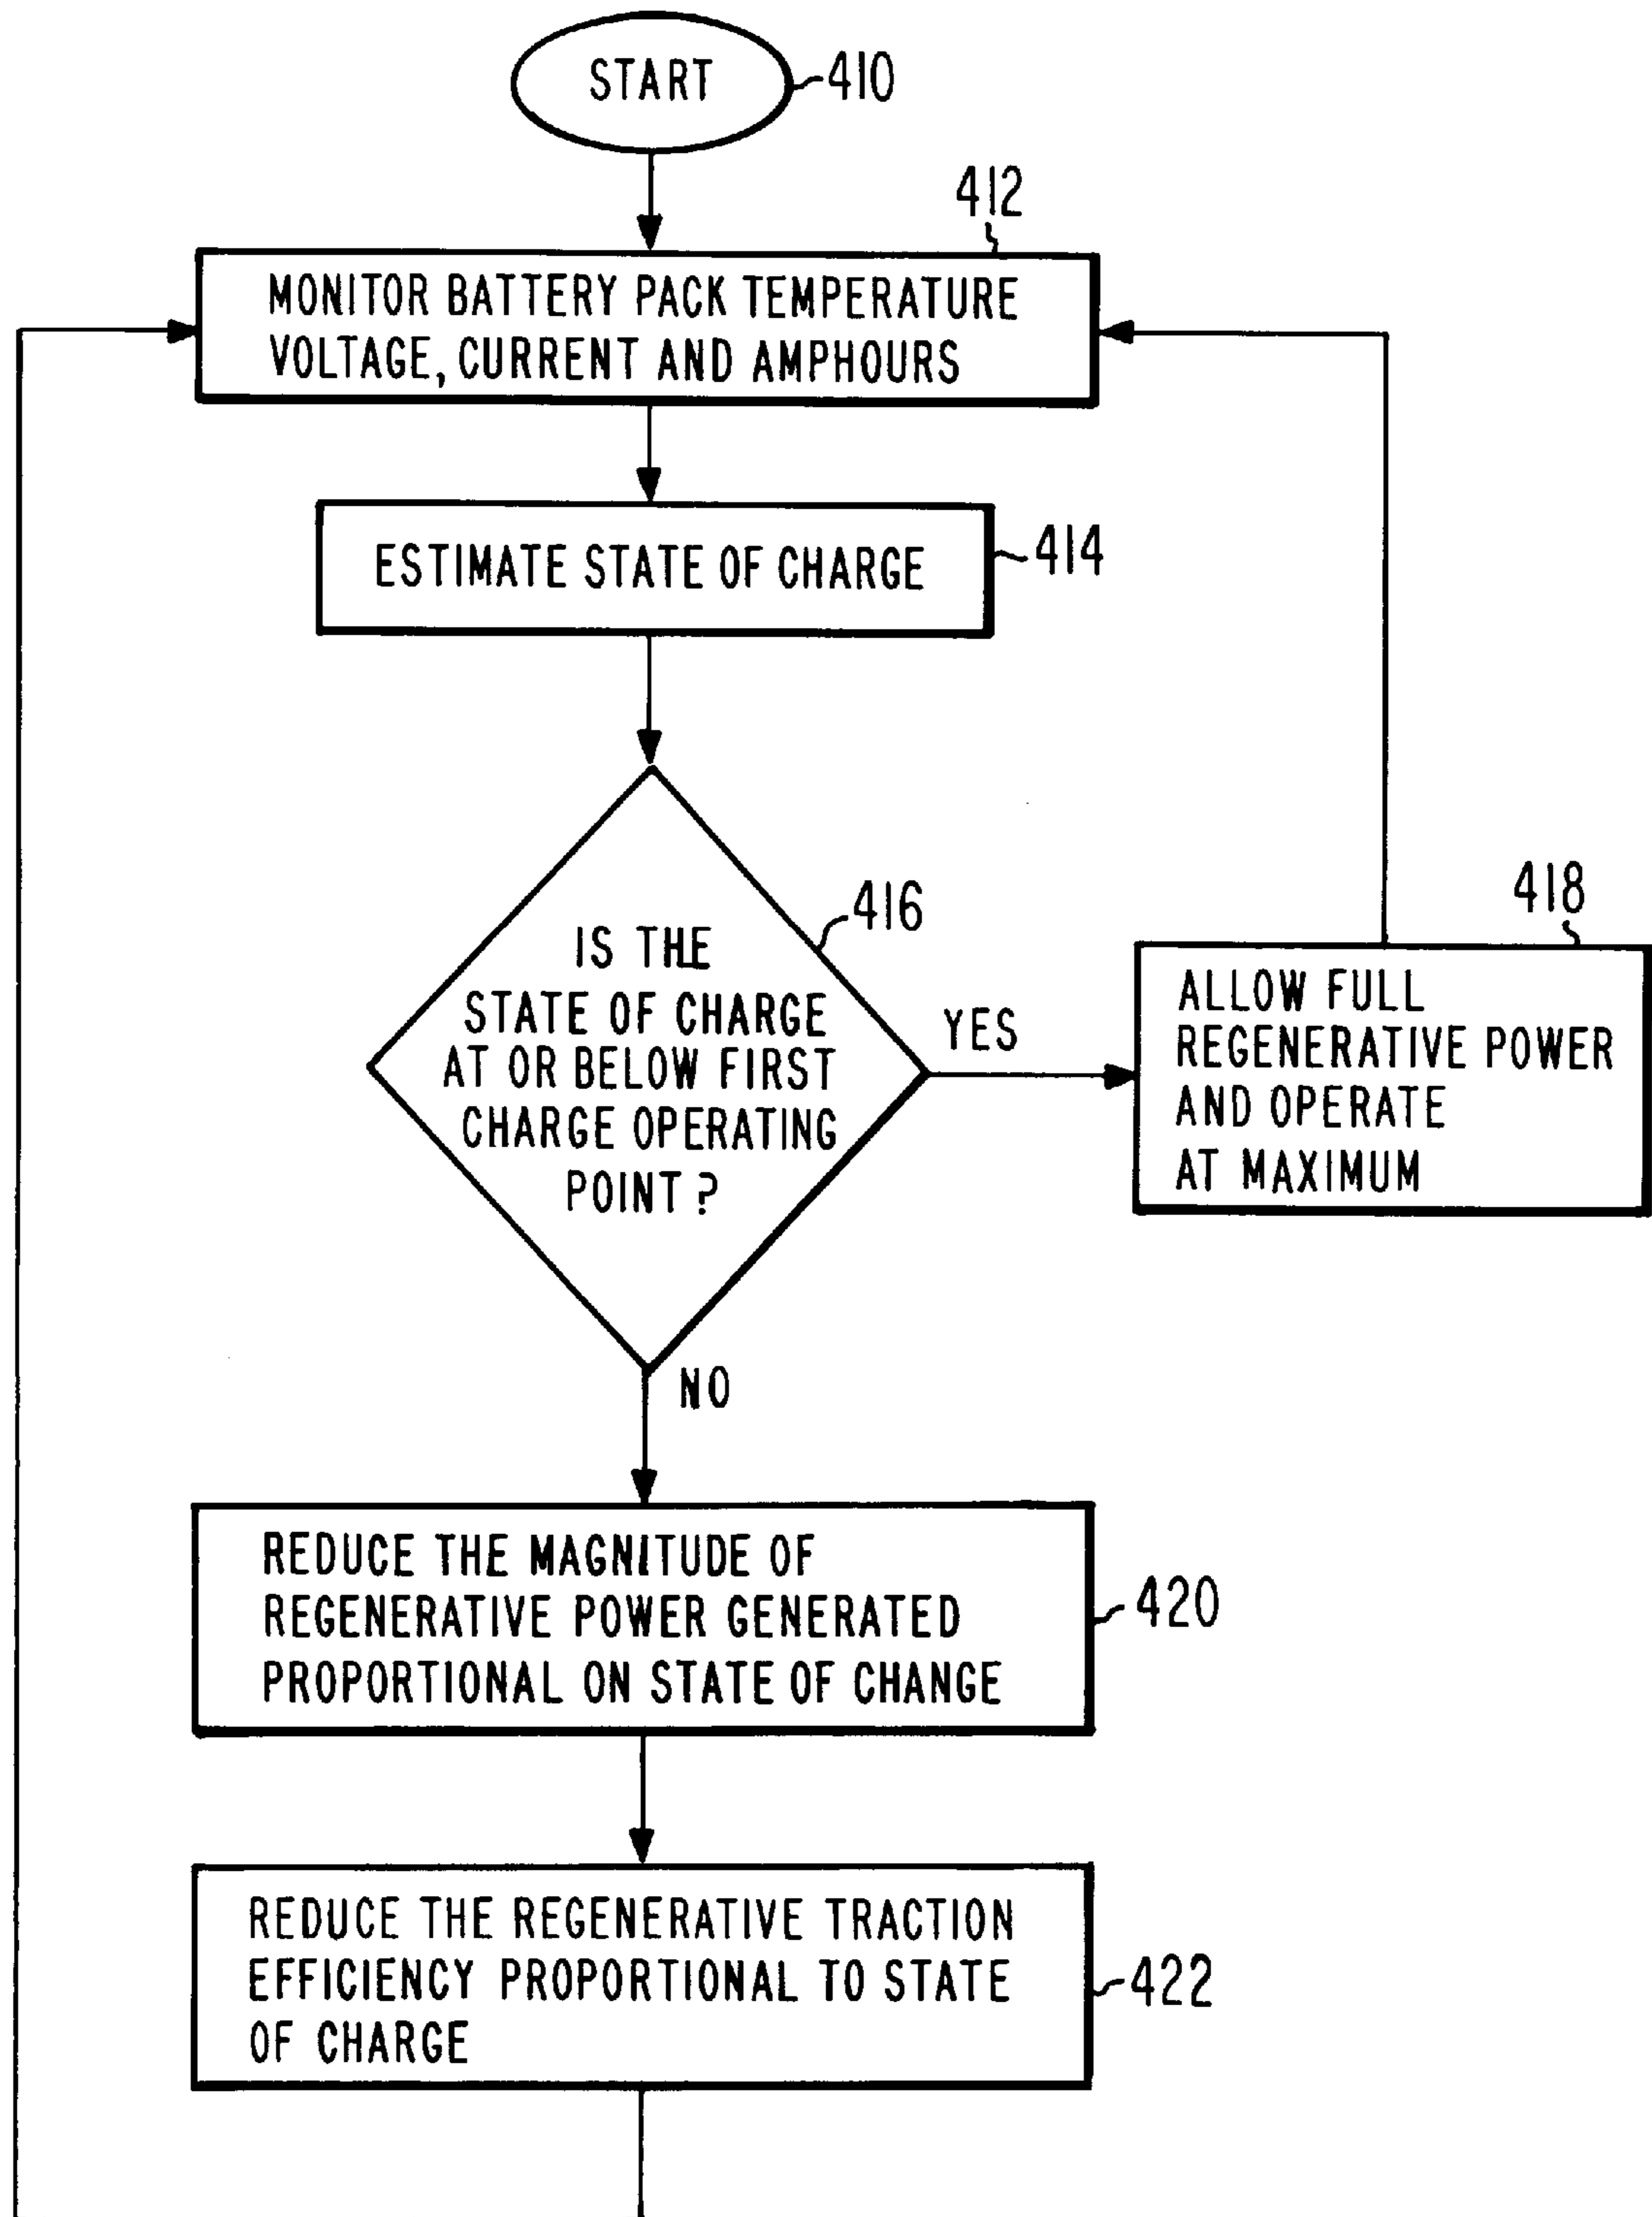 START
410
412
MONITOR BATTERY PACK TEMPERATURE
VOLTAGE, CURRENT AND AMPHOURS
ESTIMATE STATE OF CHARGE
414
416
IS THE
STATE OF CHARGE
AT OR BELOW FIRST
CHARGE OPERATING
POINT?
YES
418
ALLOW FULL
REGENERATIVE POWER
AND OPERATE
AT MAXIMUM
NO
REDUCE THE MAGNITUDE OF
REGENERATIVE POWER GENERATED
PROPORTIONAL ON STATE OF CHANGE
420
REDUCE THE REGENERATIVE TRACTION
EFFICIENCY PROPORTIONAL TO STATE
OF CHARGE
422